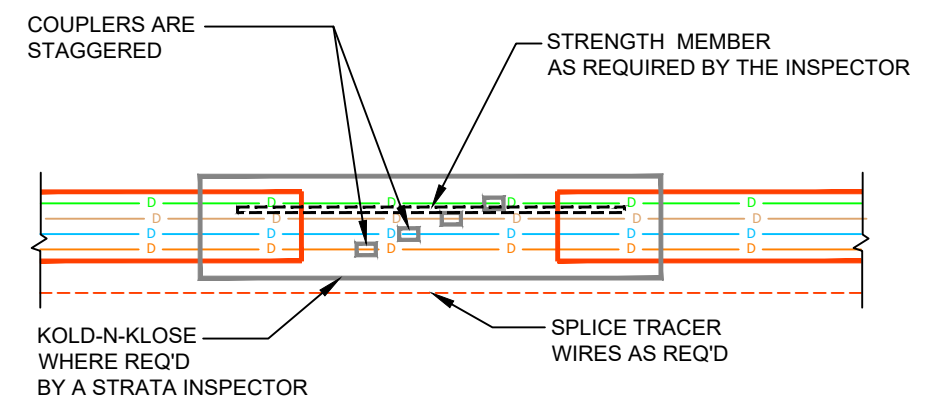 COUPLERS ARE
STAGGERED
STRENGTH MEMBER
AS REQUIRED BY THE INSPECTOR
D D D D D D
D D D D D D
D D D D D D
D D D D D D
KOLD-N-KLOSE
WHERE REQ'D
BY A STRATA INSPECTOR
SPLICE TRACER
WIRES AS REQ'D